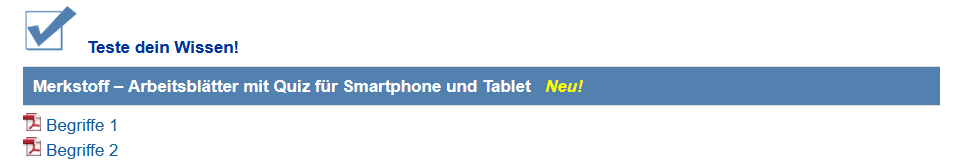 Teste dein Wissen!
Merkstoff – Arbeitsblätter mit Quiz für Smartphone und Tablet Neu!
Begriffe 1
Begriffe 2